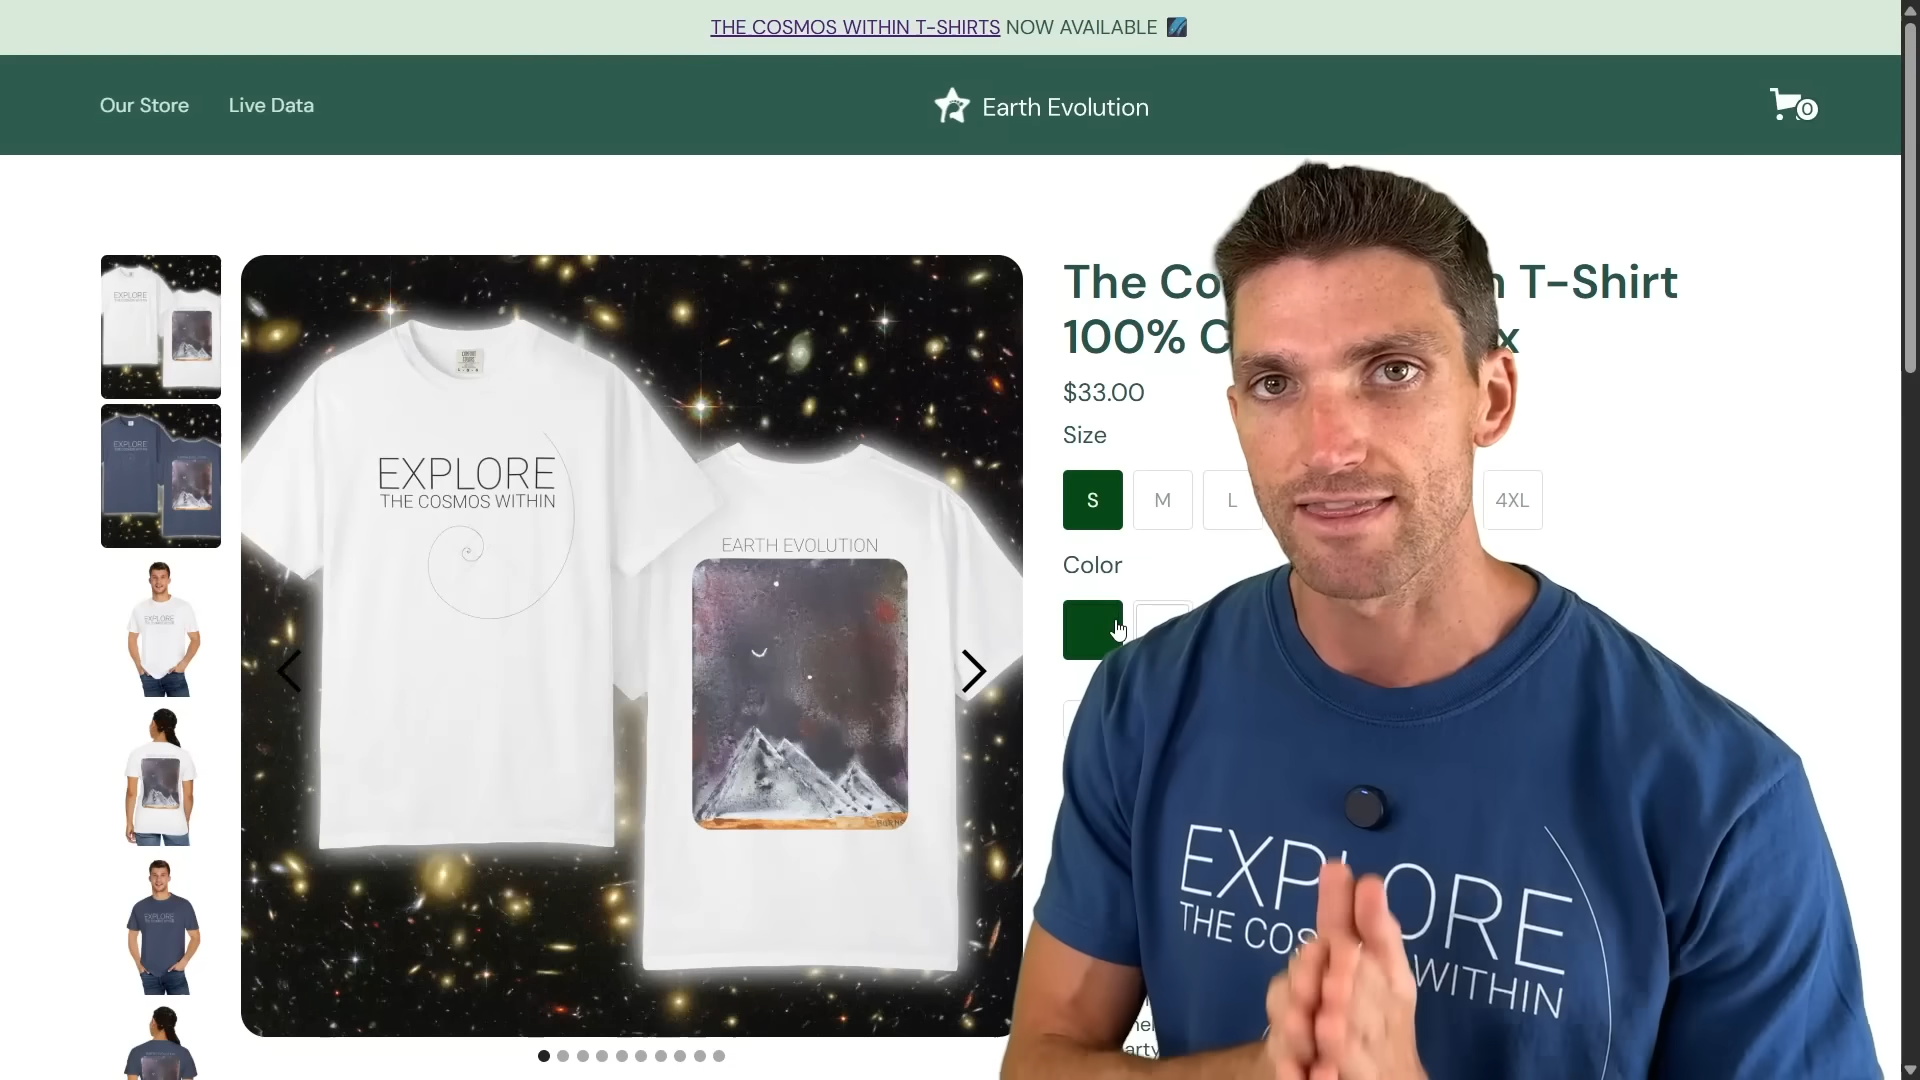 THE COSMOS WITHIN T-SHIRTS NOW AVAILABLE
Our Store
Live Data
Earth Evolution
0
The Co
n T-Shirt
100% C
x
$33.00
Size
S
M
L
4XL
Color
EXPLORE
THE COSMOS WITHIN
EARTH EVOLUTION
EXPLORE
THE COS
WITHIN